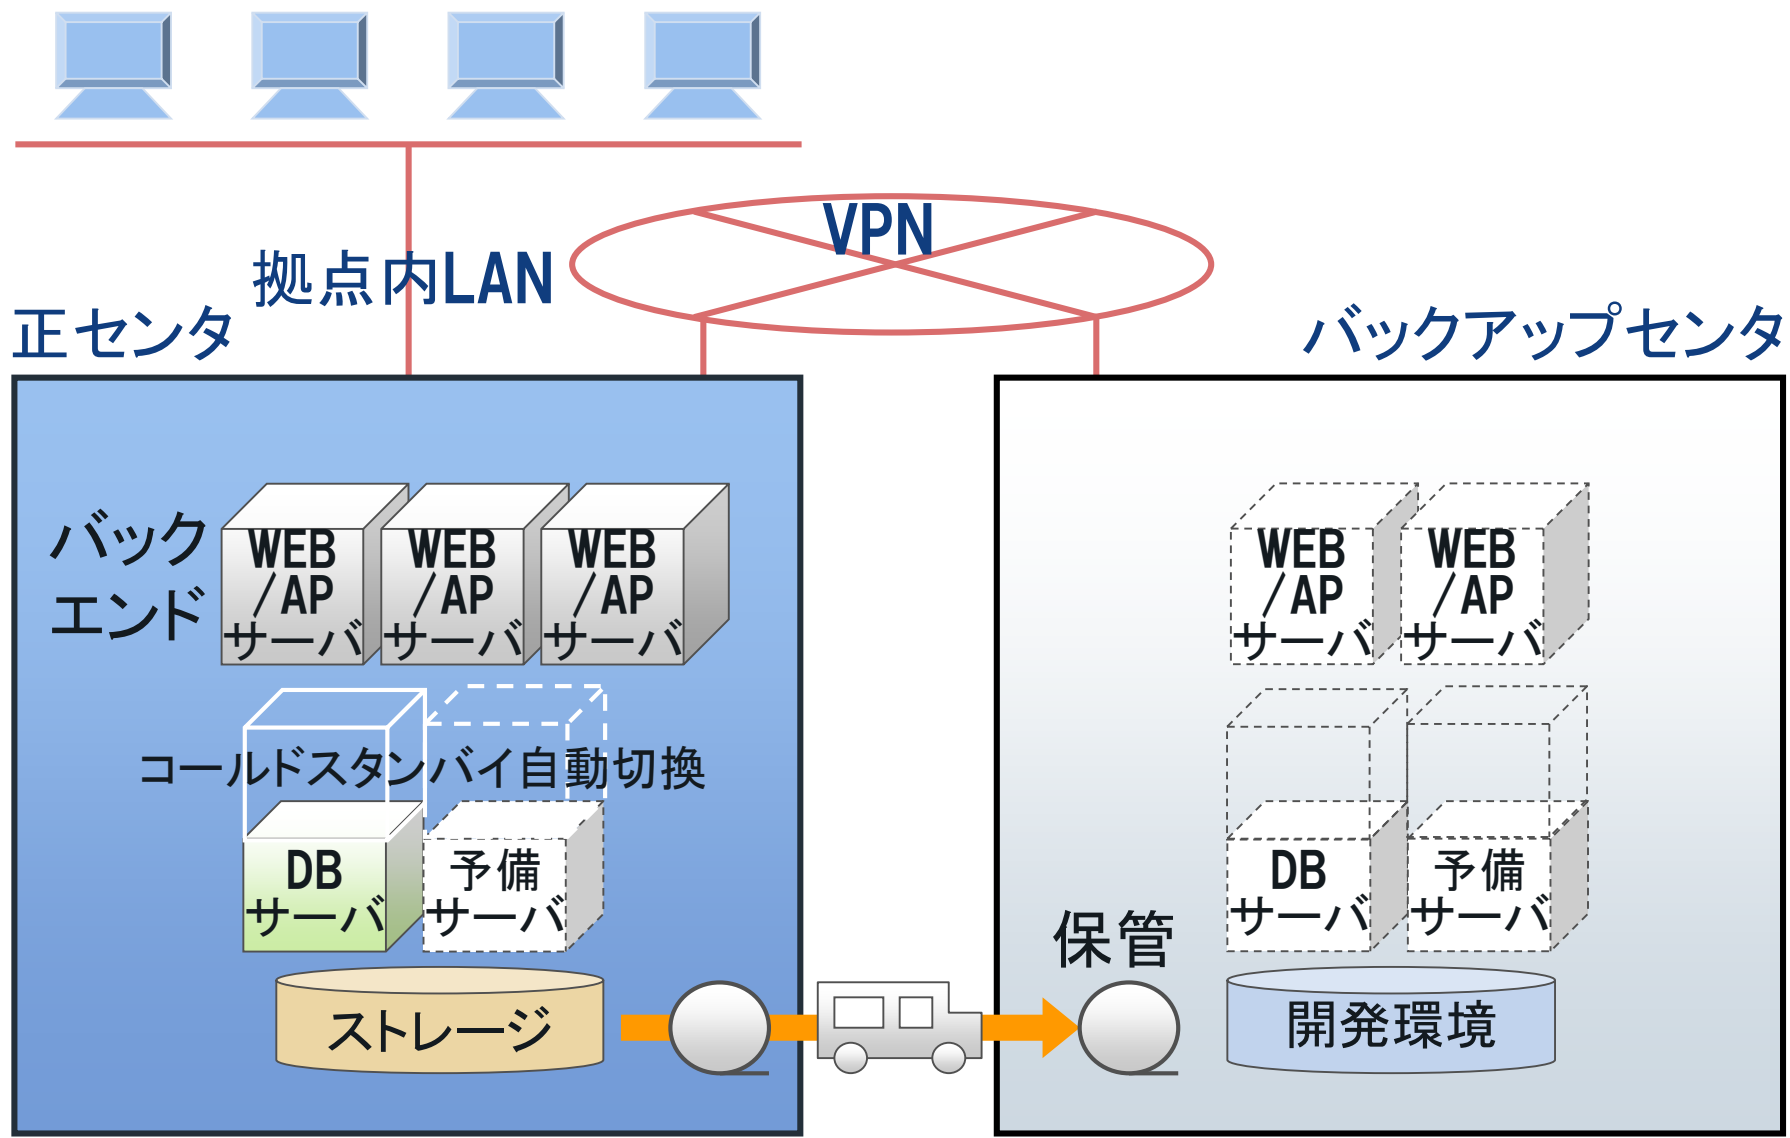 VPN
拠点内LAN
正センタ
バックアップセンタ
バック
エンド
WEB
/AP
サーバ
WEB
/AP
サーバ
WEB
/AP
サーバ
WEB
/AP
サーバ
WEB
/AP
サーバ
コールドスタンバイ自動切換
DB
サーバ
予備
サーバ
DB
サーバ
予備
サーバ
保管
ストレージ
開発環境